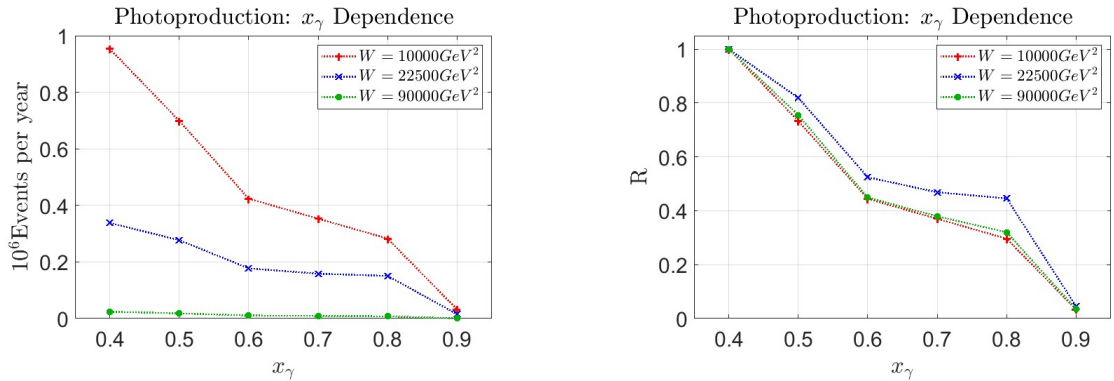 Photoproduction: xγ Dependence
10⁶Events per year
1
0.8
0.6
0.4
0.2
0
W = 10000GeV²
W = 22500GeV²
W = 90000GeV²
0.4 0.5 0.6 0.7 0.8 0.9
xγ
Photoproduction: xγ Dependence
R
1
0.8
0.6
0.4
0.2
0
W = 10000GeV²
W = 22500GeV²
W = 90000GeV²
0.4 0.5 0.6 0.7 0.8 0.9
xγ